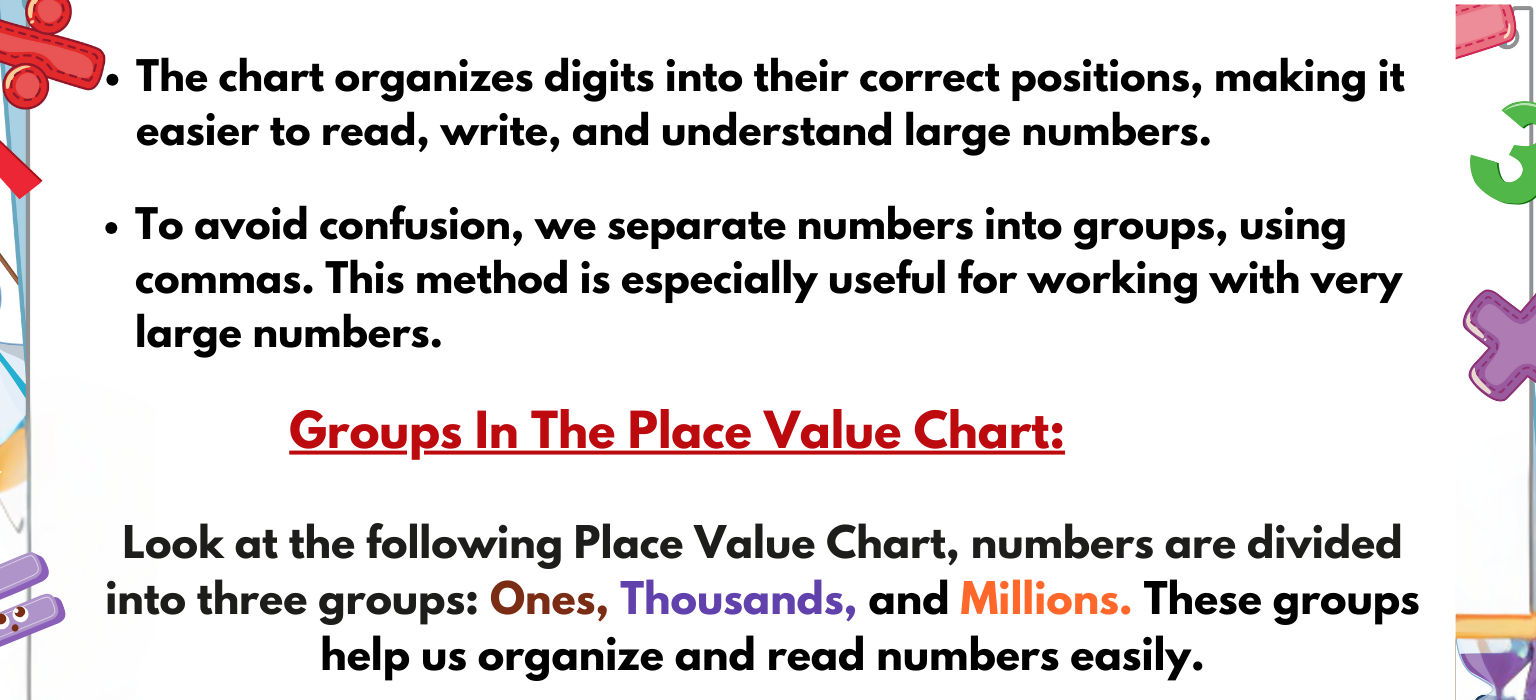 • The chart organizes digits into their correct positions, making it
easier to read, write, and understand large numbers.
• To avoid confusion, we separate numbers into groups, using
commas. This method is especially useful for working with very
large numbers.
Groups In The Place Value Chart:
Look at the following Place Value Chart, numbers are divided
into three groups: Ones, Thousands, and Millions. These groups
help us organize and read numbers easily.
3